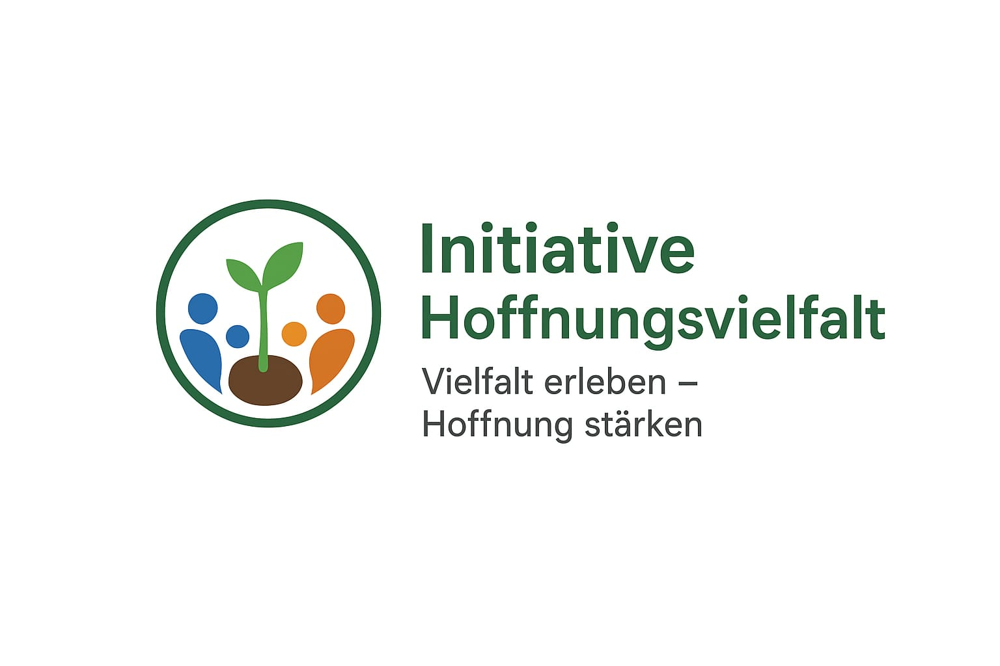 Initiative
Hoffnungsvielfalt
Vielfalt erleben –
Hoffnung stärken